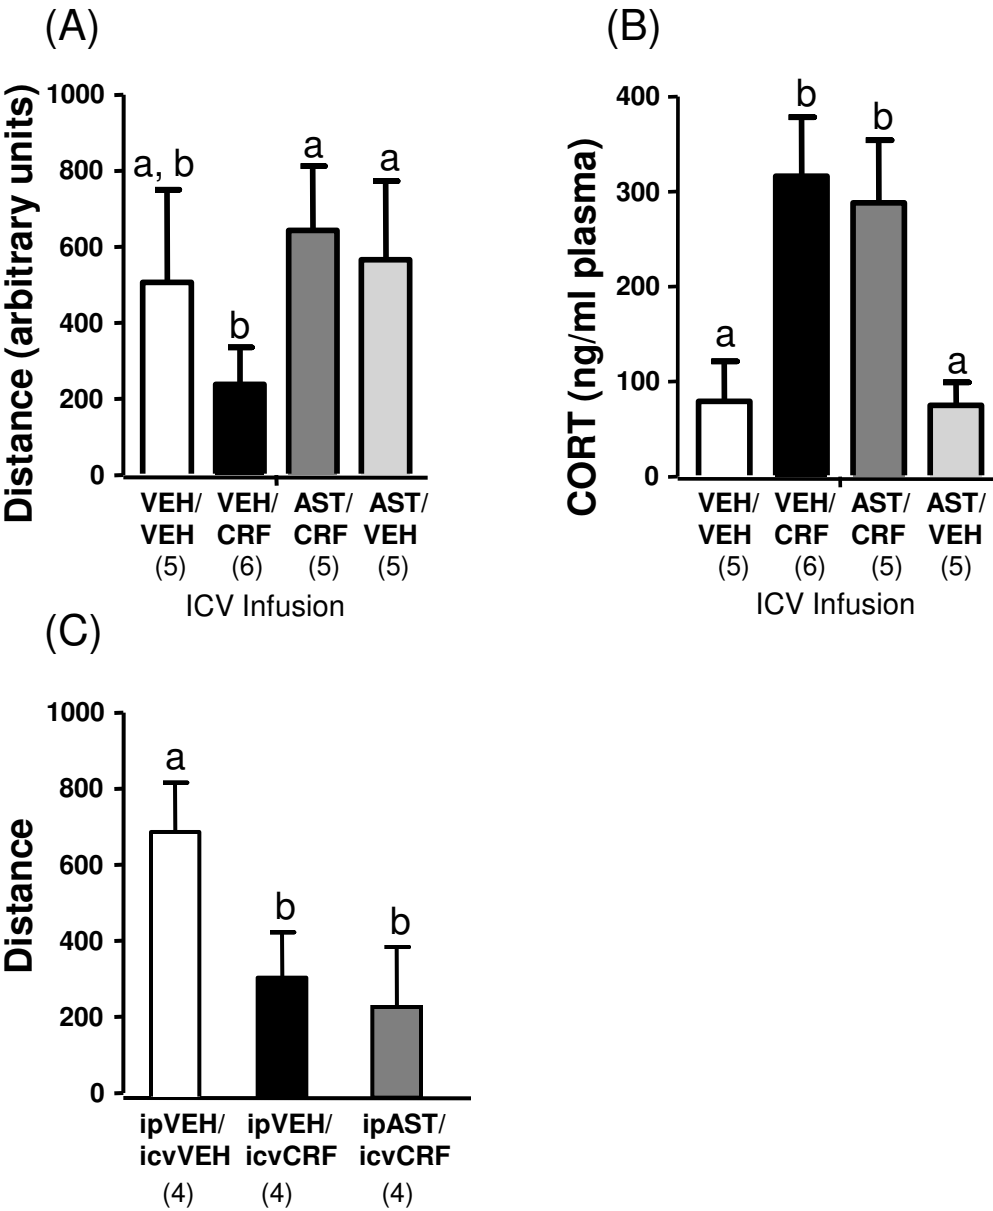 (A)
Distance (arbitrary units)
1000
800
600
400
200
0
a, b
b
a
a
VEH/ VEH/ AST/ AST/
VEH CRF CRF VEH
(5) (6) (5) (5)
ICV Infusion
(B)
CORT (ng/ml plasma)
400
300
200
100
0
a
b
b
a
VEH/ VEH/ AST/ AST/
VEH CRF CRF VEH
(5) (6) (5) (5)
ICV Infusion
(C)
Distance
1000
800
600
400
200
0
a
b
b
ipVEH/ ipVEH/ ipAST/
icvVEH icvCRF icvCRF
(4) (4) (4)